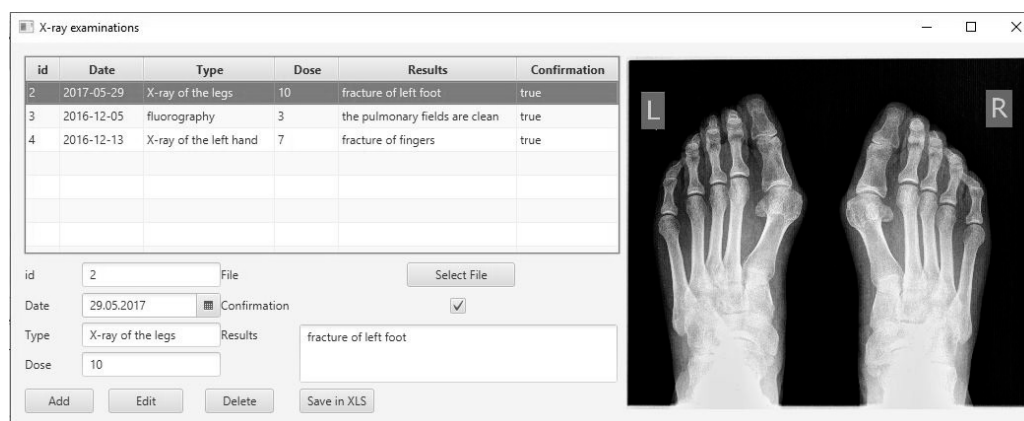 X-ray examinations
id Date Type Dose Results Confirmation
2 2017-05-29 X-ray of the legs 10 fracture of left foot true
3 2016-12-05 fluorography 3 the pulmonary fields are clean true
4 2016-12-13 X-ray of the left hand 7 fracture of fingers true
id 2 File Select File
Date 29.05.2017 Confirmation
Type X-ray of the legs Results fracture of left foot
Dose 10
Add Edit Delete Save in XLS
L R